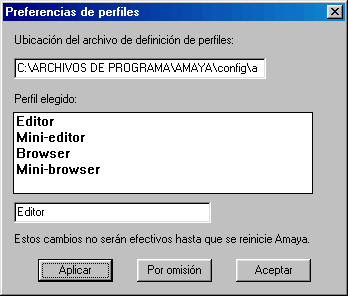 Preferencias de perfiles
Ubicación del archivo de definición de perfiles:
C:\ARCHIVOS DE PROGRAMA\AMAYA\config\a
Perfil elegido:
Editor
Mini-editor
Browser
Mini-browser
Editor
Estos cambios no serán efectivos hasta que se reinicie Amaya.
Aplicar
Por omisión
Aceptar